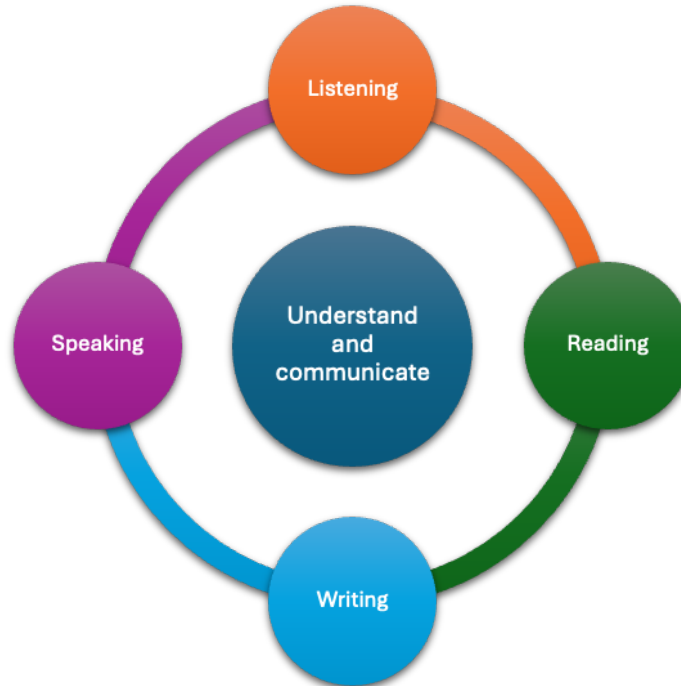 Listening
Speaking
Understand
and
communicate
Reading
Writing